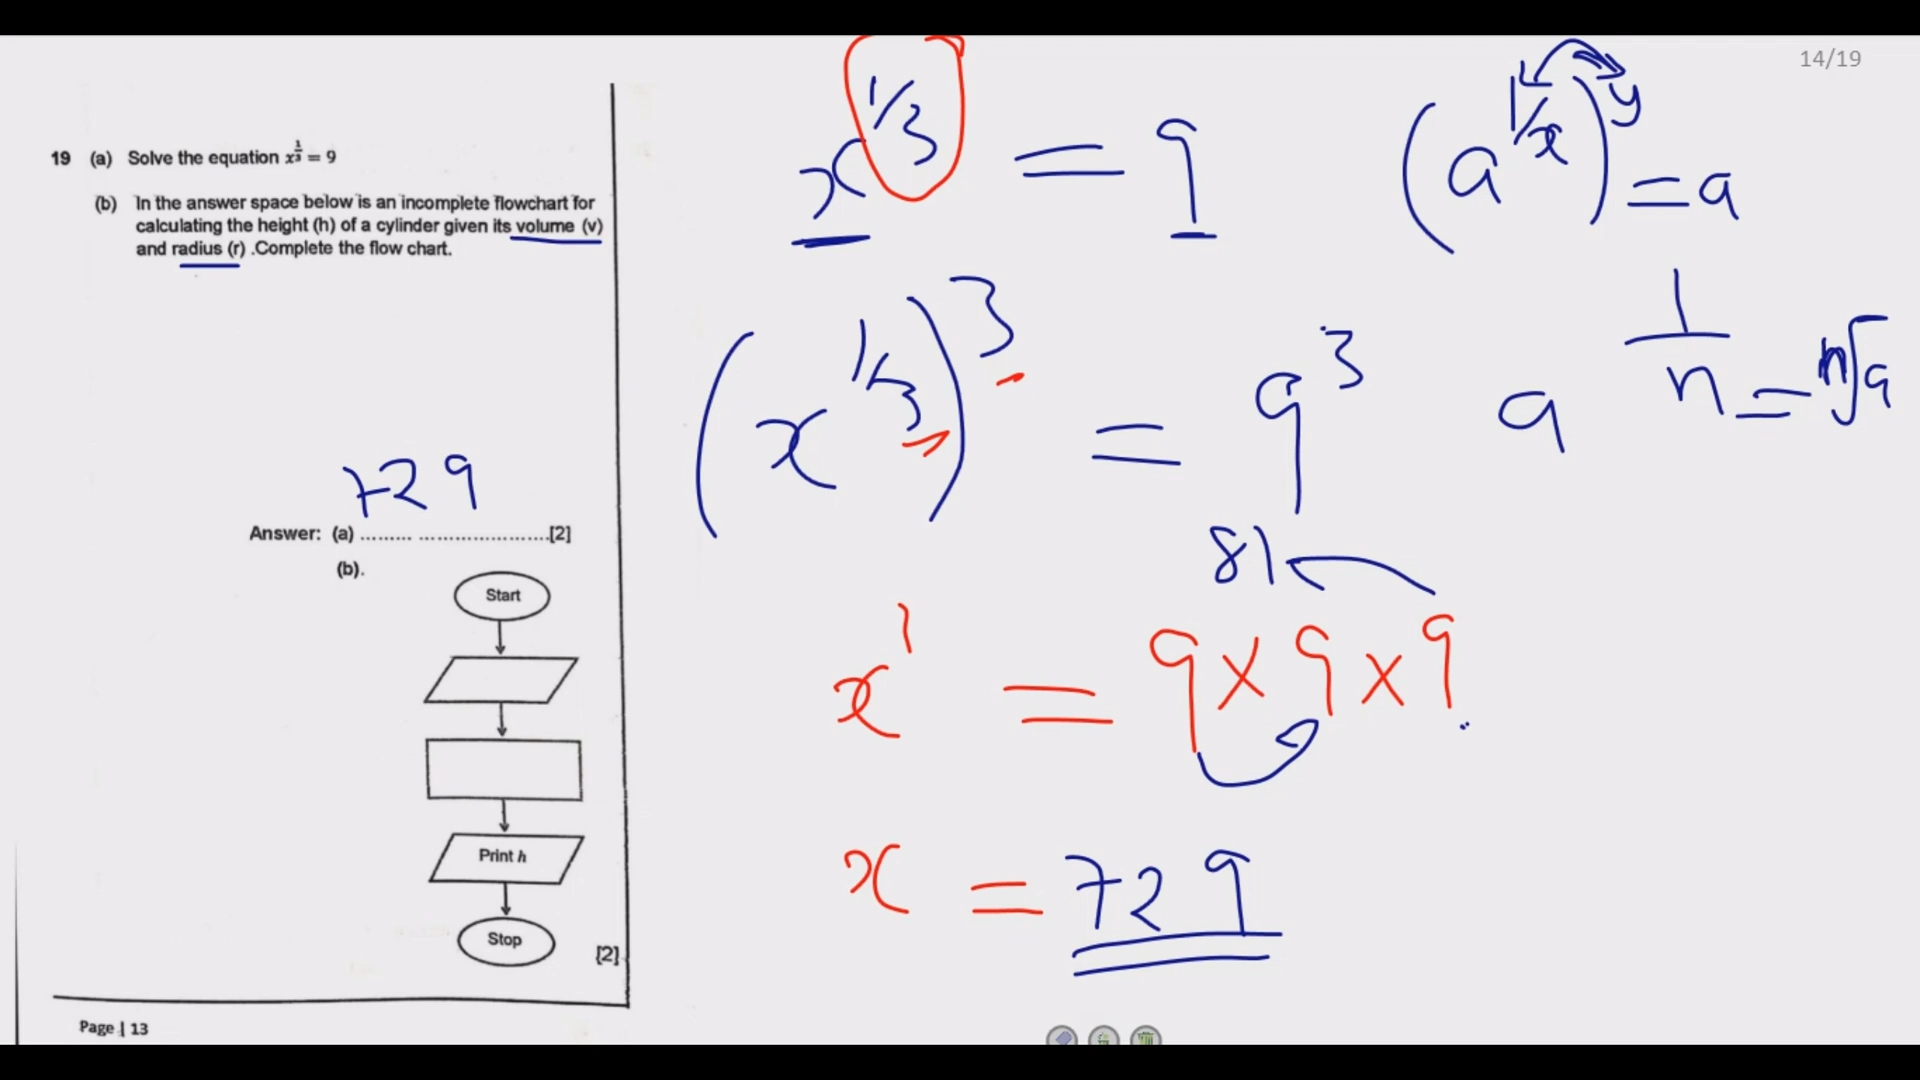 14/19
19 (a) Solve the equation x^{1/3} = 9
(b) In the answer space below is an incomplete flowchart for
calculating the height (h) of a cylinder given its volume (v)
and radius (r) .Complete the flow chart.
729
Answer: (a) ......... ......................[2]
(b).
Start
Print h
Stop
[2]
Page | 13
x^{1/3} = 9
(x^{1/3})^3 = 9^3
81
x^1 = 9 × 9 × 9
x = 729
(a^{1/x})^y = a
a^{1/n} = ⁿ√a